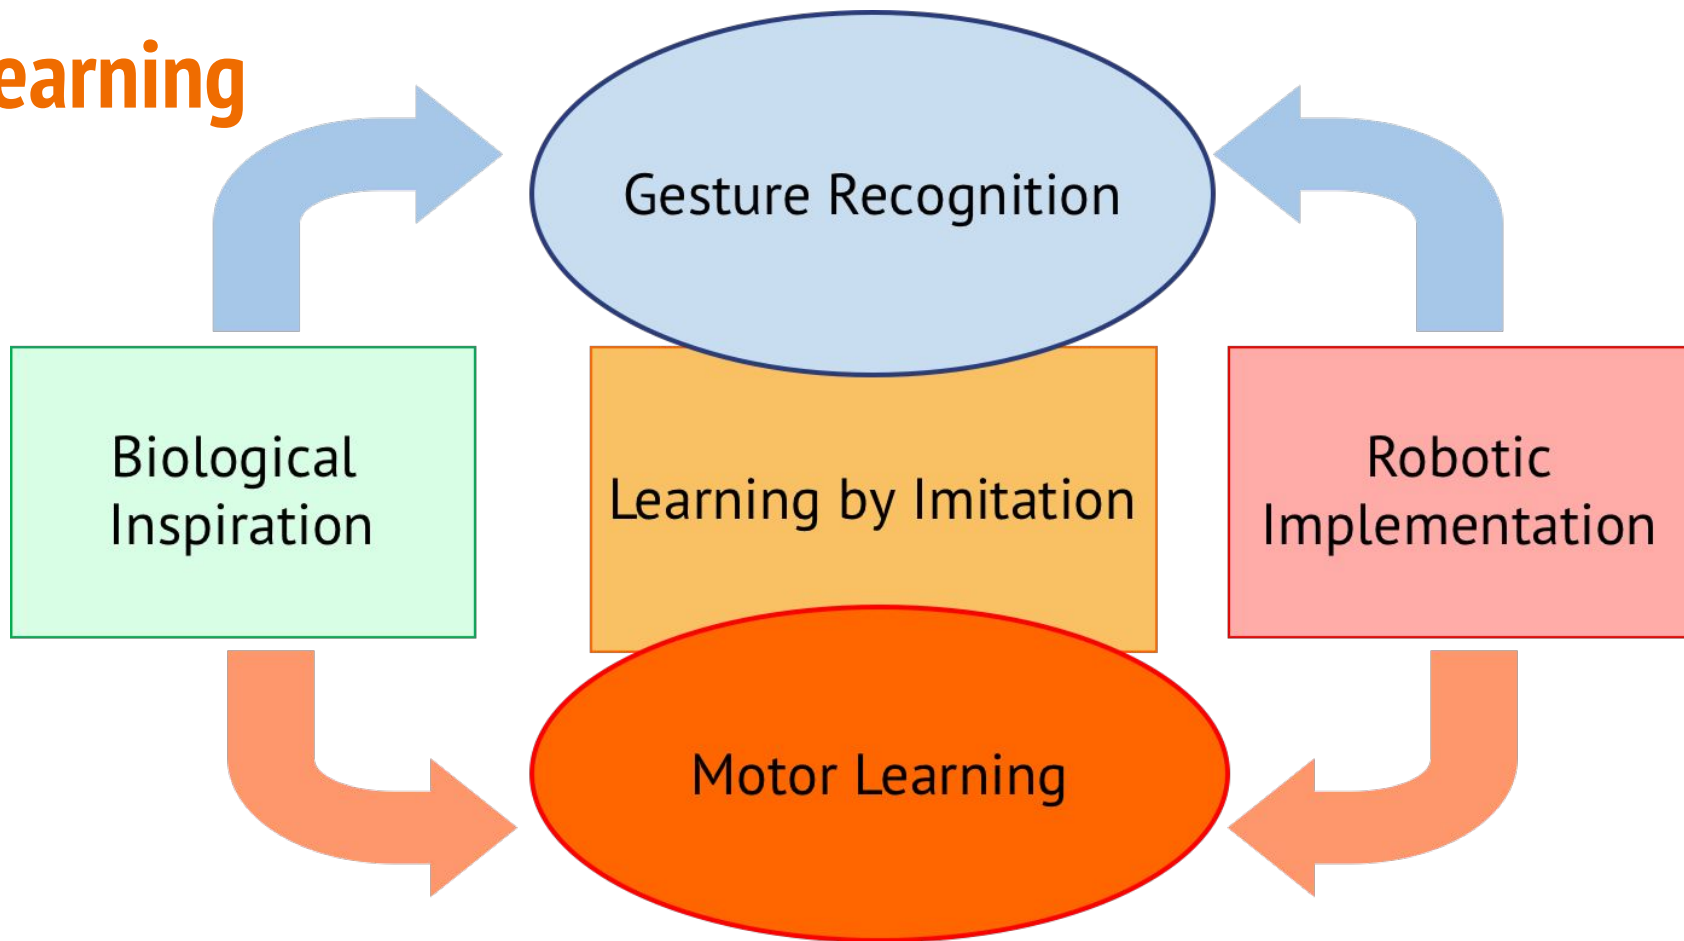 earning
Gesture Recognition
Biological
Inspiration
Learning by Imitation
Robotic
Implementation
Motor Learning